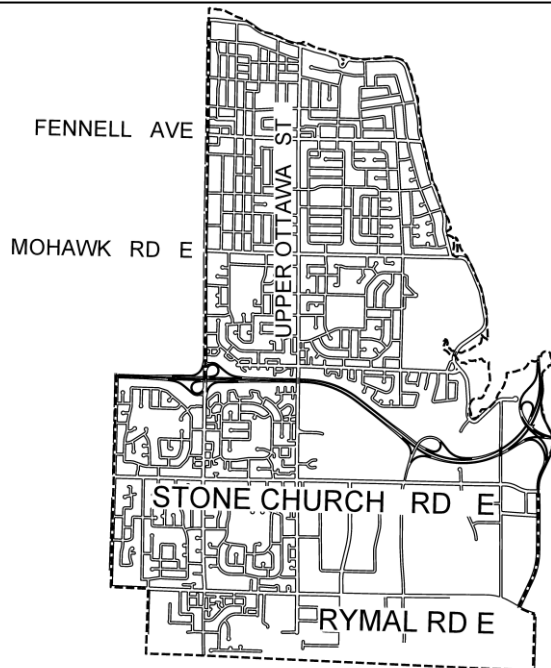 FENNELL AVE
UPPER OTTAWA ST
MOHAWK RD E
STONE CHURCH RD E
RYMAL RD E